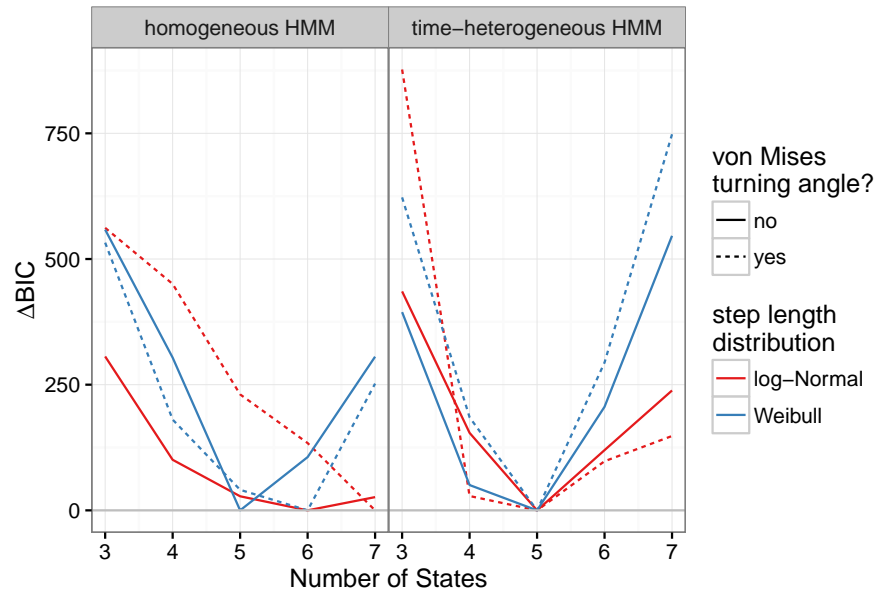 homogeneous HMM
time−heterogeneous HMM
ΔBIC
750
500
250
0
3 4 5 6 7
3 4 5 6 7
Number of States
von Mises
turning angle?
no
yes
step length
distribution
log−Normal
Weibull